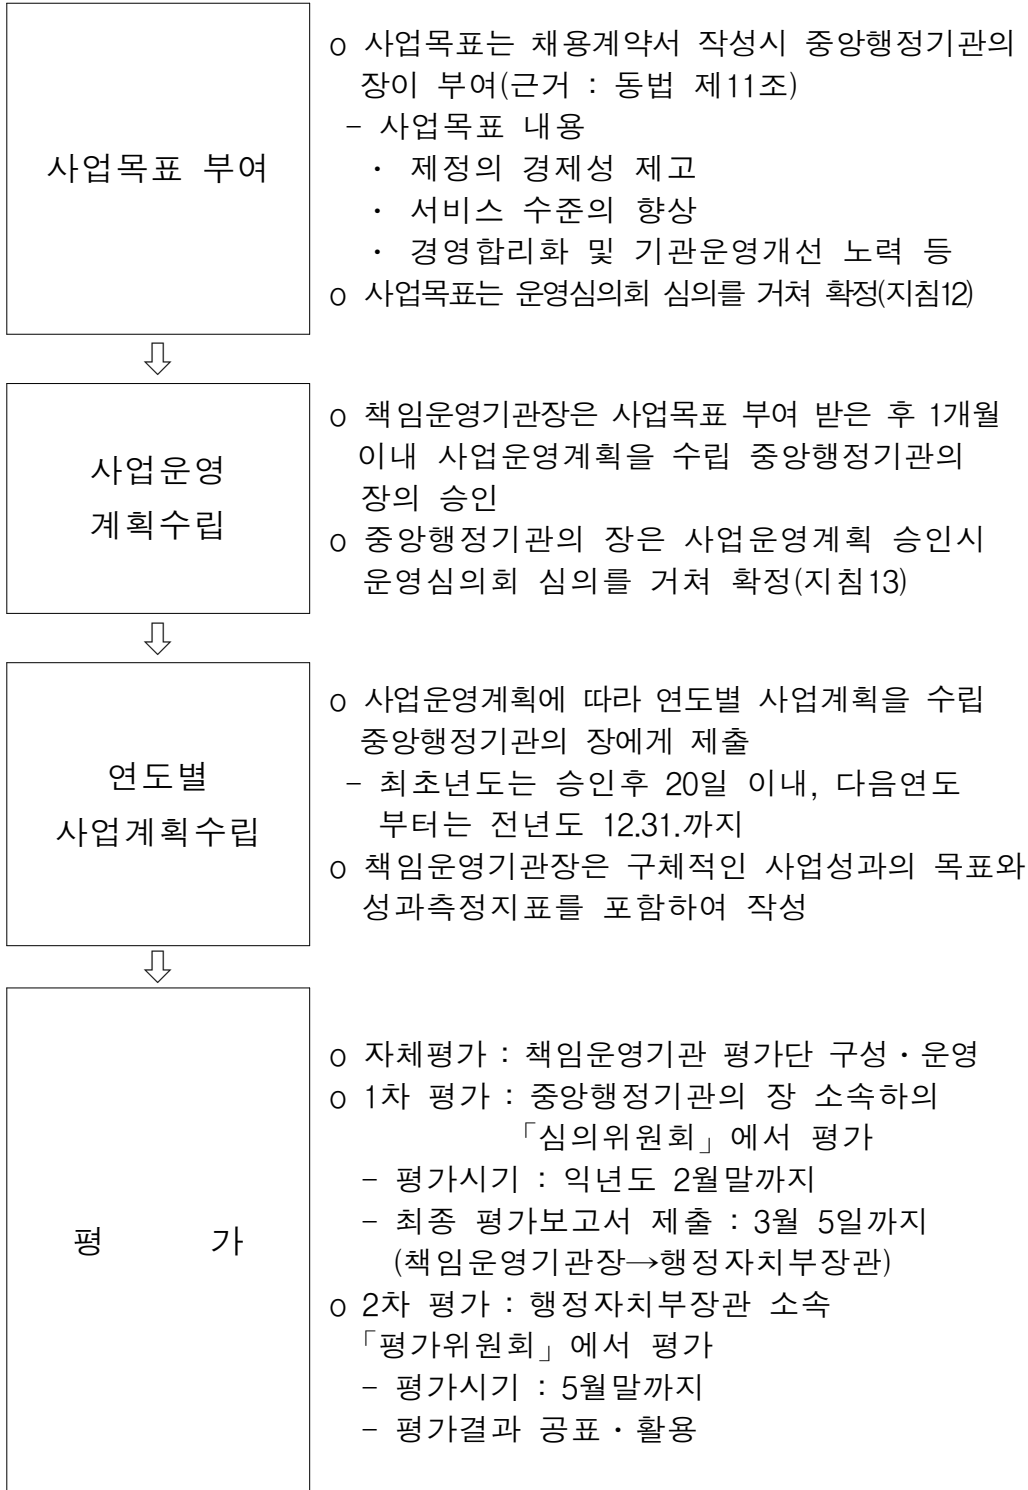 사업목표 부여
o 사업목표는 채용계약서 작성시 중앙행정기관의
장이 부여(근거 : 동법 제11조)
- 사업목표 내용
· 제정의 경제성 제고
· 서비스 수준의 향상
· 경영합리화 및 기관운영개선 노력 등
o 사업목표는 운영심의회 심의를 거쳐 확정(지침12)
⇩
사업운영
계획수립
o 책임운영기관장은 사업목표 부여 받은 후 1개월
이내 사업운영계획을 수립 중앙행정기관의
장의 승인
o 중앙행정기관의 장은 사업운영계획 승인시
운영심의회 심의를 거쳐 확정(지침13)
⇩
연도별
사업계획수립
o 사업운영계획에 따라 연도별 사업계획을 수립
중앙행정기관의 장에게 제출
- 최초년도는 승인후 20일 이내, 다음연도
부터는 전년도 12.31.까지
o 책임운영기관장은 구체적인 사업성과의 목표와
성과측정지표를 포함하여 작성
⇩
평 가
o 자체평가 : 책임운영기관 평가단 구성·운영
o 1차 평가 : 중앙행정기관의 장 소속하의
「심의위원회」에서 평가
- 평가시기 : 익년도 2월말까지
- 최종 평가보고서 제출 : 3월 5일까지
(책임운영기관장→행정자치부장관)
o 2차 평가 : 행정자치부장관 소속
「평가위원회」에서 평가
- 평가시기 : 5월말까지
- 평가결과 공표·활용